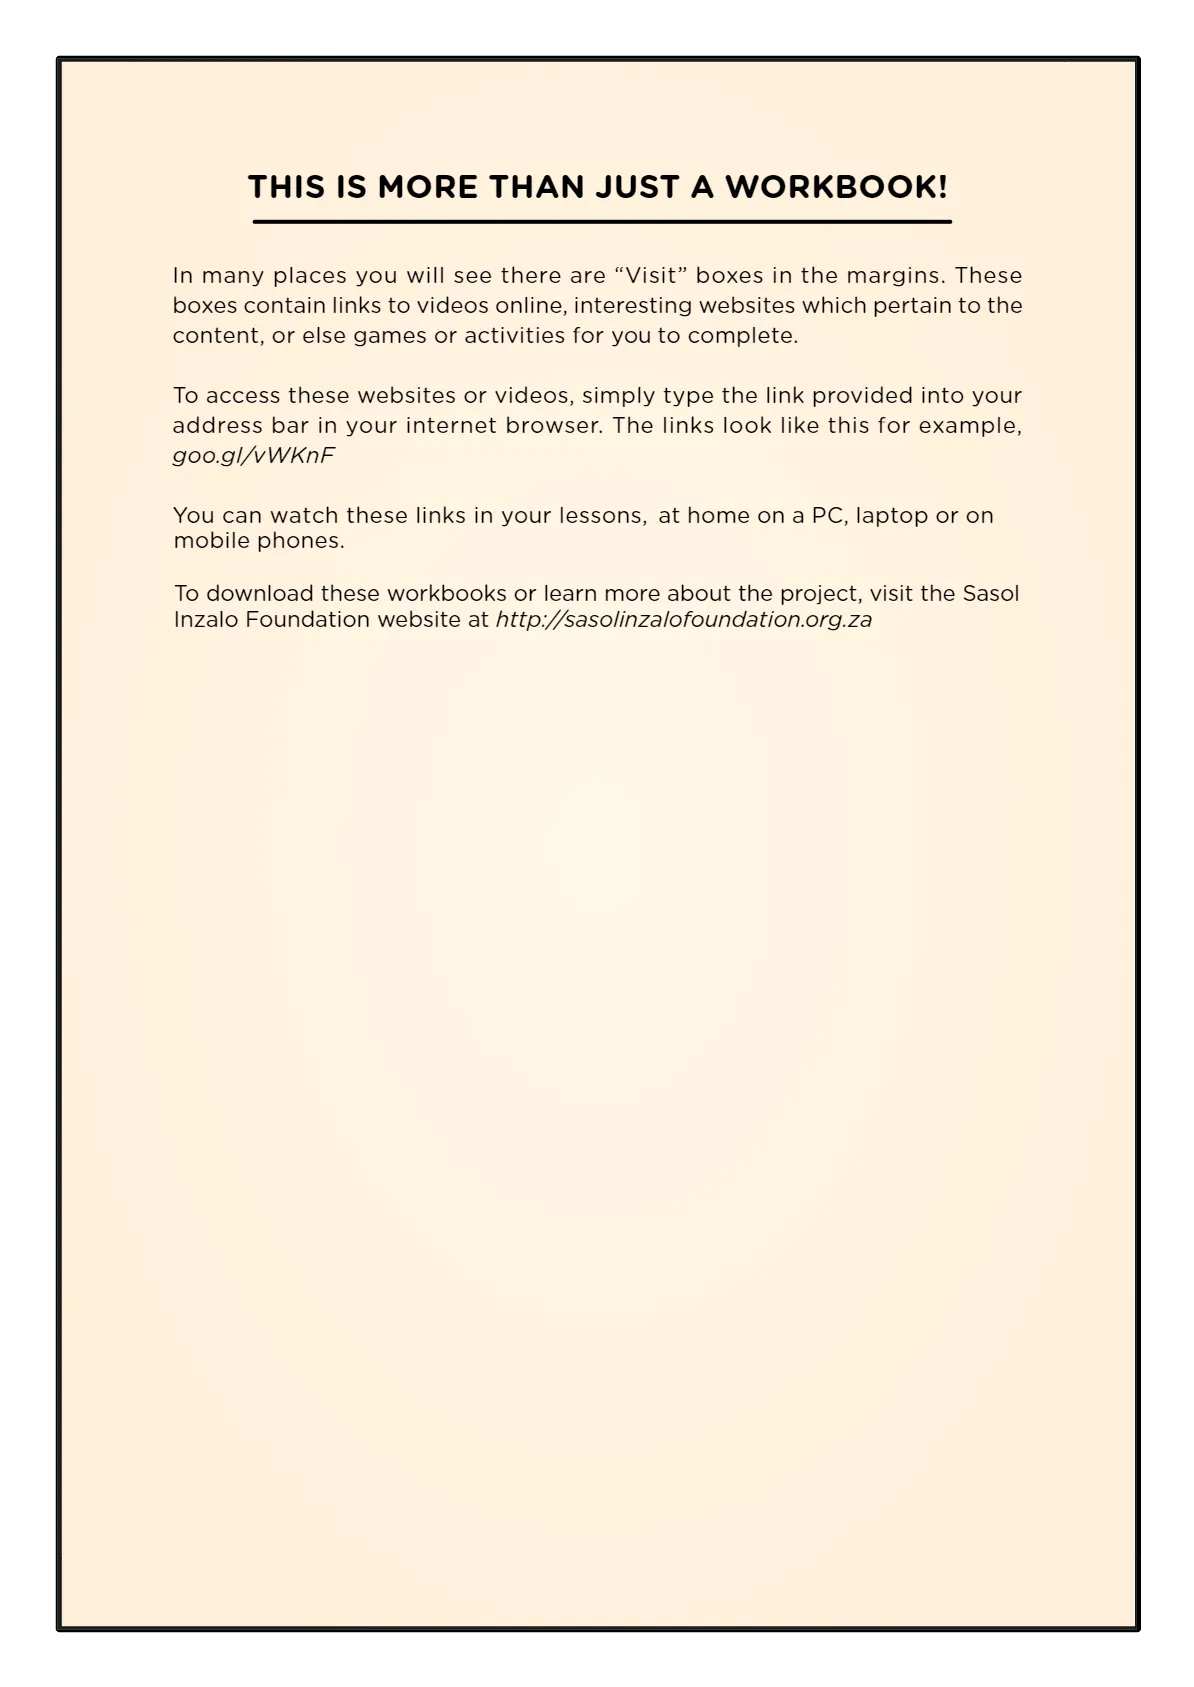 THIS IS MORE THAN JUST A WORKBOOK!
In many places you will see there are “Visit” boxes in the margins. These
boxes contain links to videos online, interesting websites which pertain to the
content, or else games or activities for you to complete.
To access these websites or videos, simply type the link provided into your
address bar in your internet browser. The links look like this for example,
goo.gl/vWKnF
You can watch these links in your lessons, at home on a PC, laptop or on
mobile phones.
To download these workbooks or learn more about the project, visit the Sasol
Inzalo Foundation website at http://sasolinzalofoundation.org.za